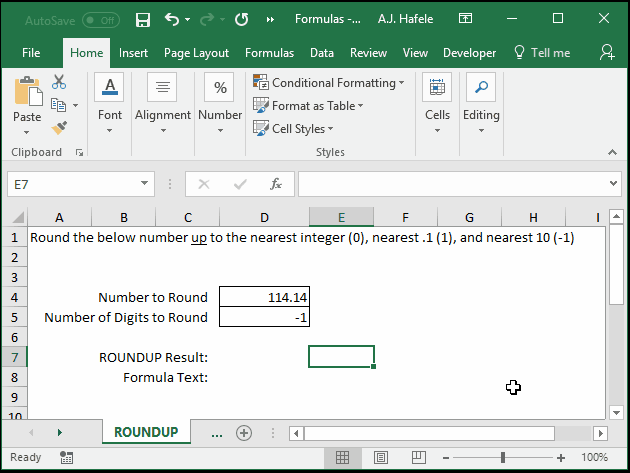 AutoSave Off Formulas -... A.J. Hafele
File Home Insert Page Layout Formulas Data Review View Developer Tell me
Paste Font Alignment Number Conditional Formatting Format as Table Cell Styles Cells Editing
Clipboard Styles
E7 fx
A B C D E F G H I
1 Round the below number up to the nearest integer (0), nearest .1 (1), and nearest 10 (-1)
2
3
4 Number to Round 114.14
5 Number of Digits to Round -1
6
7 ROUNDUP Result:
8 Formula Text:
9
10
ROUNDUP ...
Ready 100%